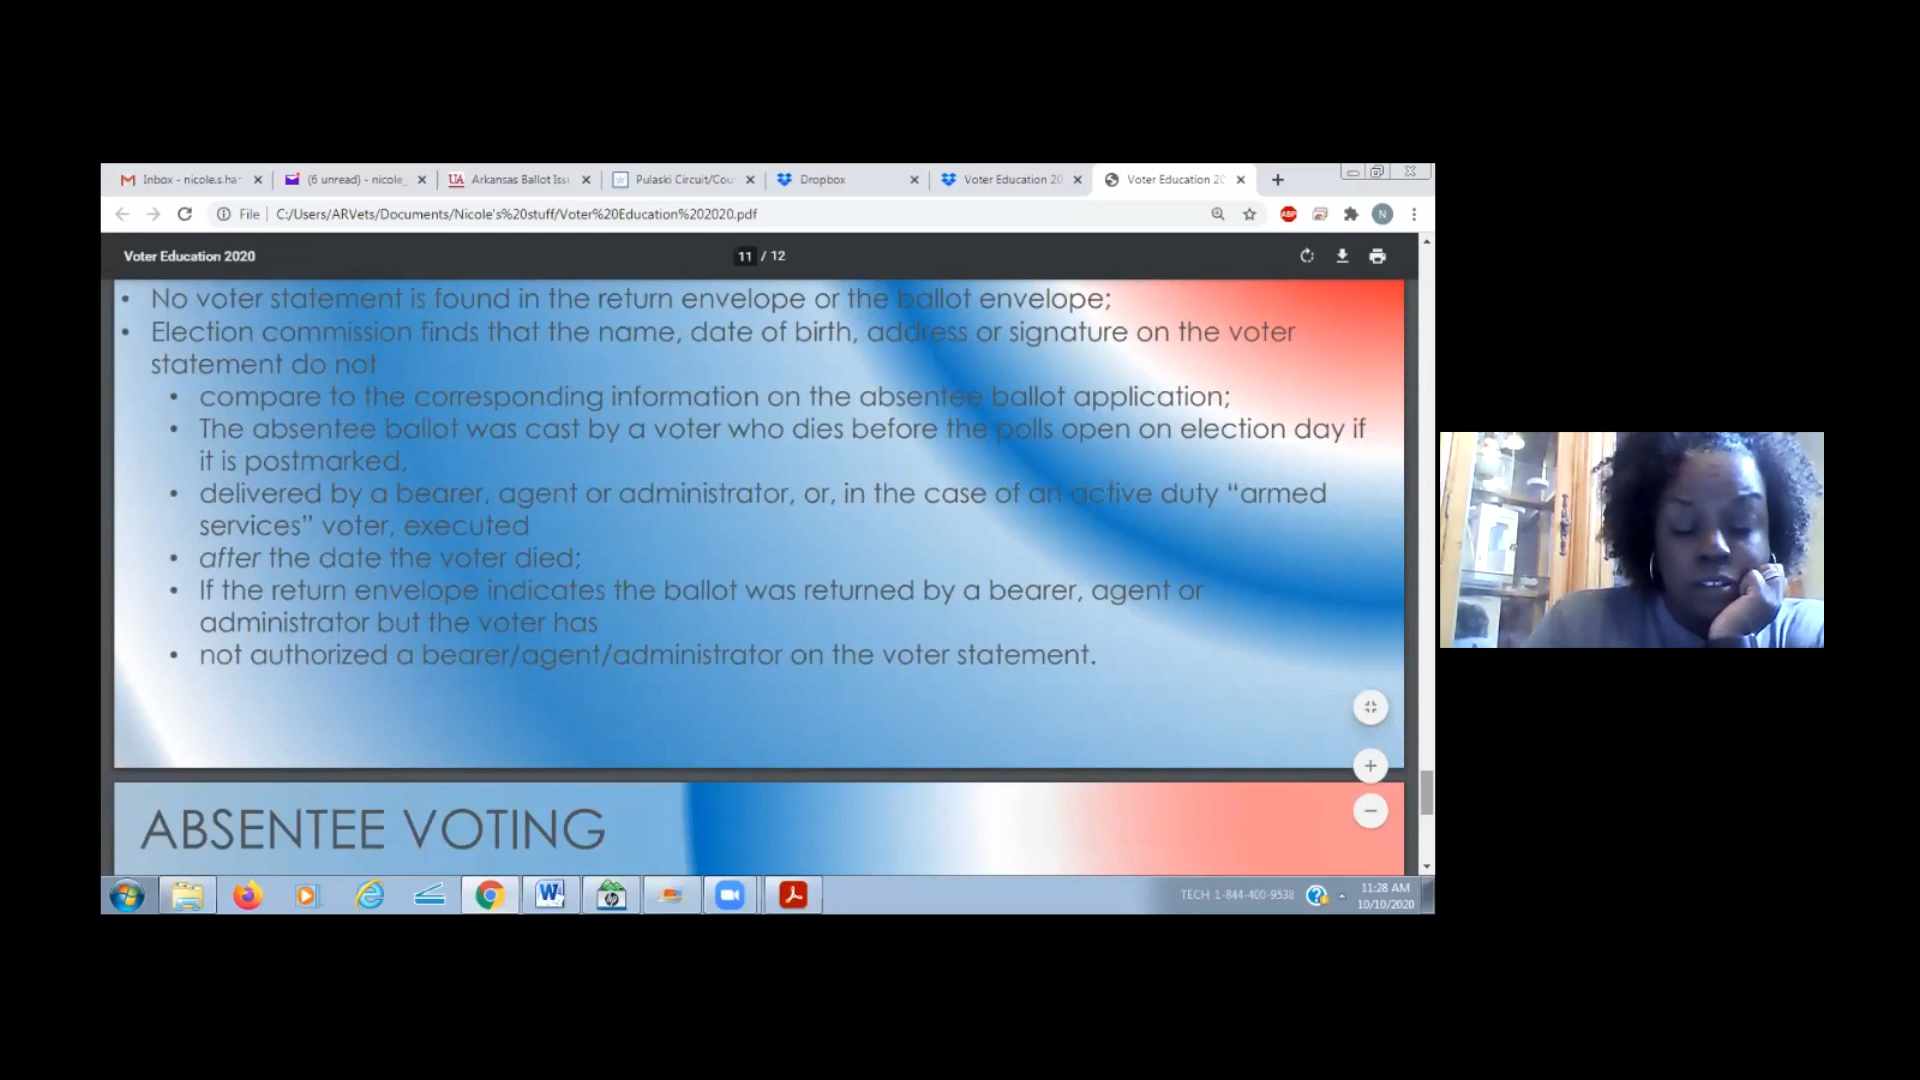 Inbox - nicole.s.ha
(6 unread) - nicole_
UA Arkansas Ballot Iss
Pulaski Circuit/Cou
Dropbox
Voter Education 20
Voter Education 20
File C:/Users/ARVets/Documents/Nicole's%20stuff/Voter%20Education%202020.pdf
ABP
N
Voter Education 2020
11 / 12
• No voter statement is found in the return envelope or the ballot envelope;
• Election commission finds that the name, date of birth, address or signature on the voter
statement do not
• compare to the corresponding information on the absentee ballot application;
• The absentee ballot was cast by a voter who dies before the polls open on election day if
it is postmarked,
• delivered by a bearer, agent or administrator, or, in the case of an active duty “armed
services” voter, executed
• after the date the voter died;
• If the return envelope indicates the ballot was returned by a bearer, agent or
administrator but the voter has
• not authorized a bearer/agent/administrator on the voter statement.
ABSENTEE VOTING
TECH 1-844-400-9538
11:28 AM
10/10/2020